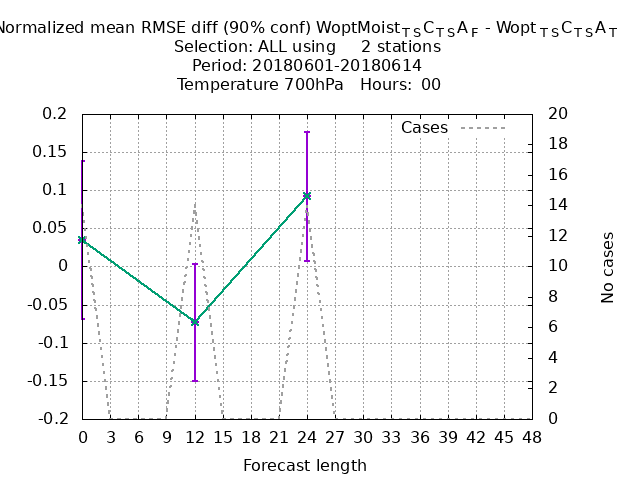 Normalized mean RMSE diff (90% conf) WoptMoist_TSC_TSA_F - Wopt_TSC_TSA_T
Selection: ALL using 2 stations
Period: 20180601-20180614
Temperature 700hPa Hours: 00
Cases
0.2
0.15
0.1
0.05
0
-0.05
-0.1
-0.15
-0.2
20
18
16
14
12
10
8
6
4
2
0
No cases
0 3 6 9 12 15 18 21 24 27 30 33 36 39 42 45 48
Forecast length